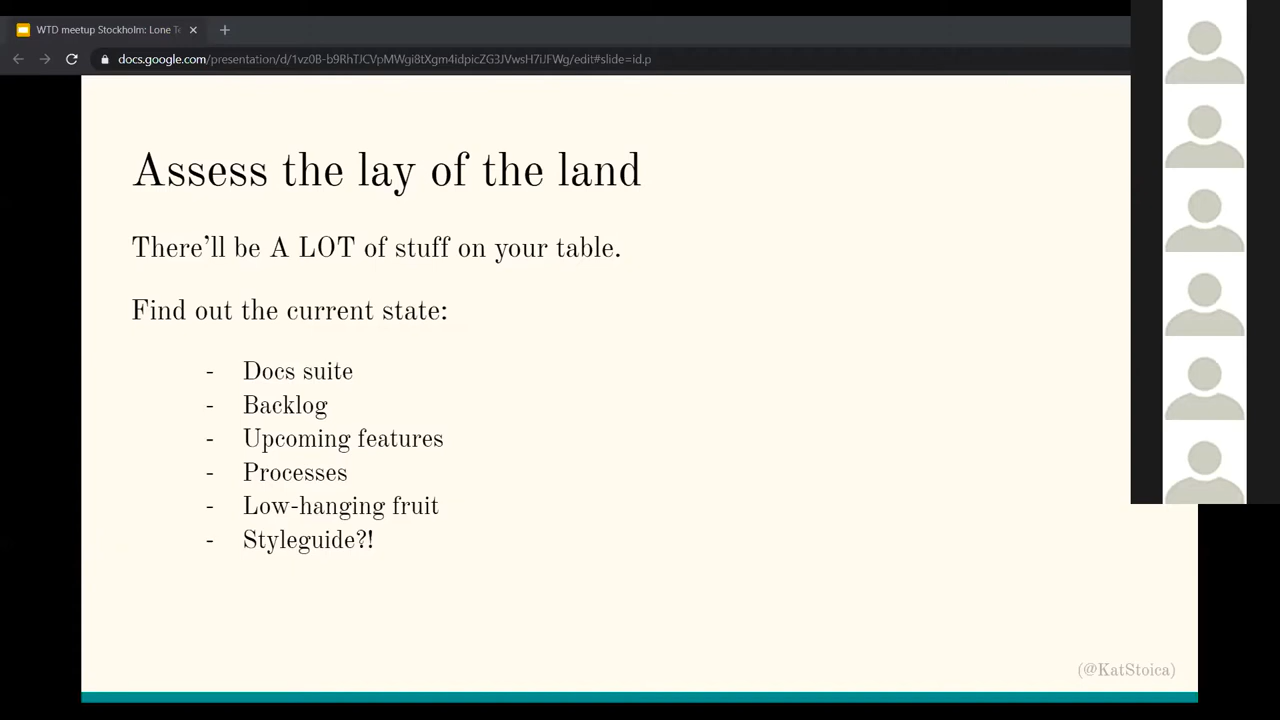 WTD meetup Stockholm: Lone Te
docs.google.com/presentation/d/1vz0B-b9RhTJCVpMWgi8tXgm4idpicZG3JVwsH7iJFWg/edit#slide=id.p
Assess the lay of the land
There'll be A LOT of stuff on your table.
Find out the current state:
- Docs suite
- Backlog
- Upcoming features
- Processes
- Low-hanging fruit
- Styleguide?!
(@KatStoica)